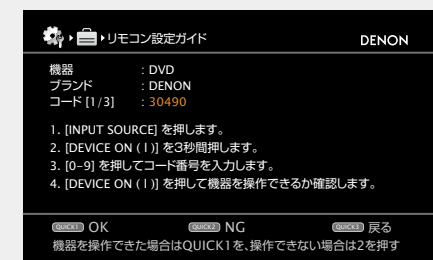 リモコン設定ガイド DENON
機器 : DVD
ブランド : DENON
コード [1/3] : 30490
1. [INPUT SOURCE] を押します。
2. [DEVICE ON ( I ) ] を3秒間押します。
3. [0-9] を押してコード番号を入力します。
4. [DEVICE ON ( I ) ] を押して機器を操作できるか確認します。
QUICK1 OK QUICK2 NG QUICK3 戻る
機器を操作できた場合はQUICK1を、操作できない場合は2を押す